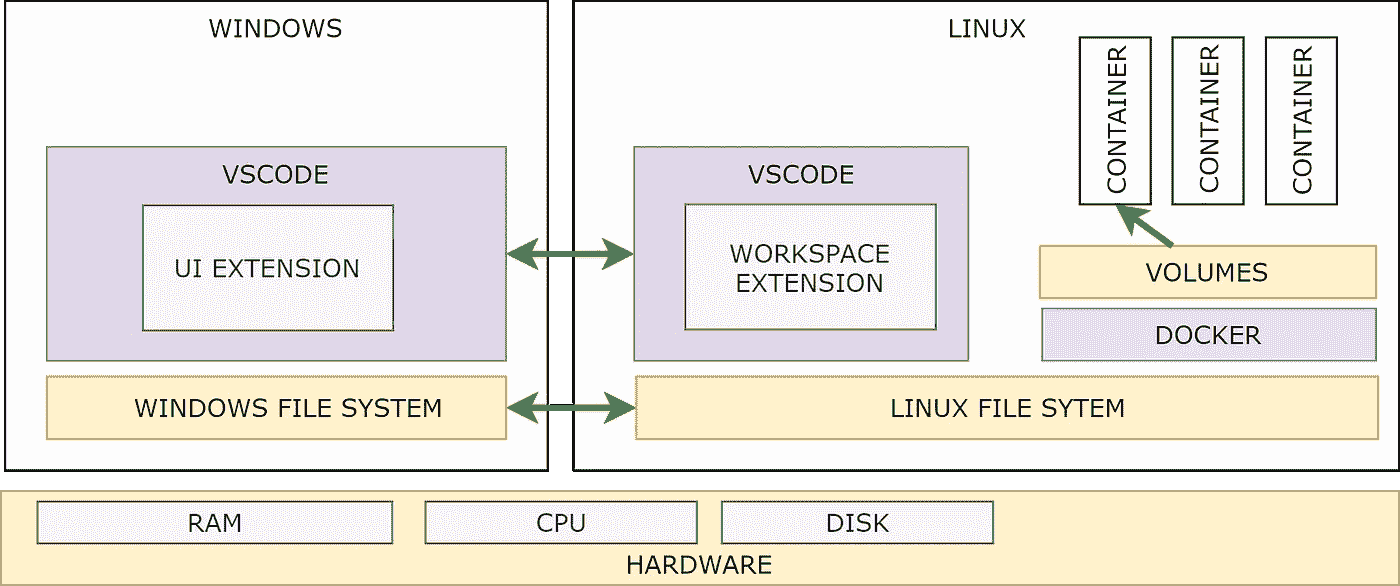 WINDOWS
LINUX
CONTAINER
CONTAINER
CONTAINER
VSCODE
UI EXTENSION
VSCODE
WORKSPACE
EXTENSION
VOLUMES
DOCKER
WINDOWS FILE SYSTEM
LINUX FILE SYTEM
RAM
CPU
DISK
HARDWARE